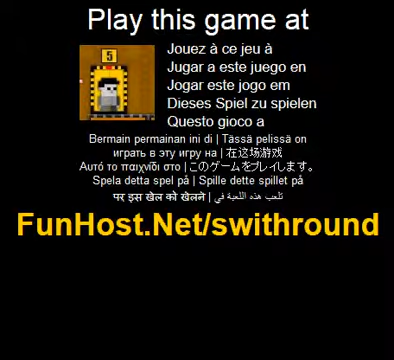 Play this game at
5
Jouez à ce jeu à
Jugar a este juego en
Jogar este jogo em
Dieses Spiel zu spielen
Questo gioco a
Bermain permainan ini di | Tässä pelissä on
играть в эту игру на | 在这场游戏
Αυτό το παιχνίδι στο | このゲームをプレイします。
Spela detta spel på | Spille dette spillet på
पर इस खेल को खेलने | تلعب هذه اللعبة في
FunHost.Net/swithround